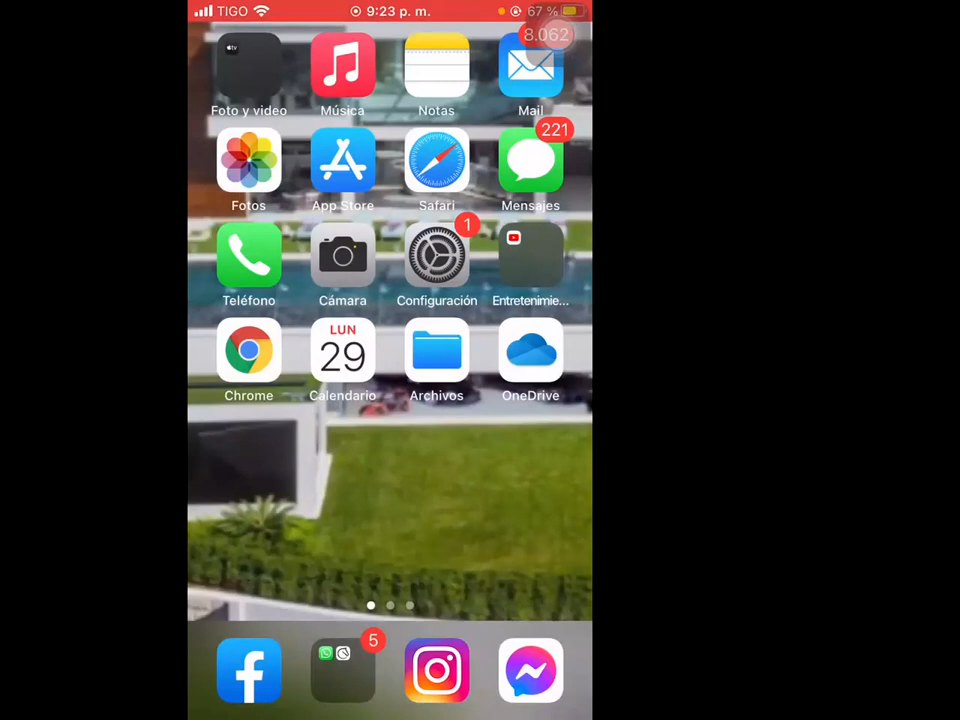 TIGO 9:23 p. m. 67 %
8.062
Foto y video Música Notas Mail
221
Fotos App Store Safari Mensajes
1
Teléfono Cámara Configuración Entretenimie...
LUN
29
Chrome Calendario Archivos OneDrive
5